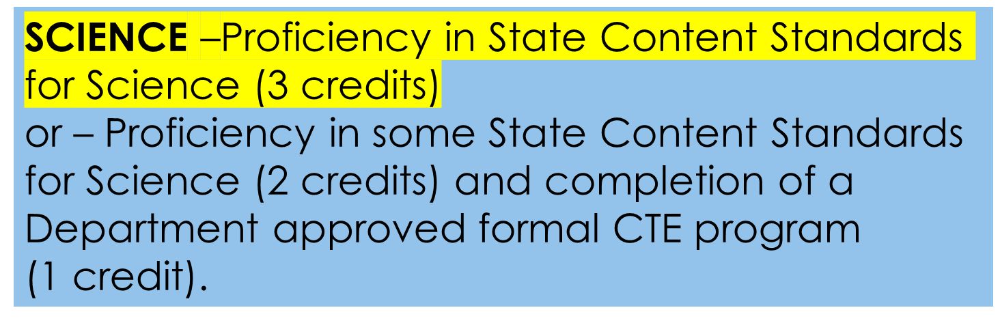 SCIENCE –Proficiency in State Content Standards
for Science (3 credits)
or – Proficiency in some State Content Standards
for Science (2 credits) and completion of a
Department approved formal CTE program
(1 credit).